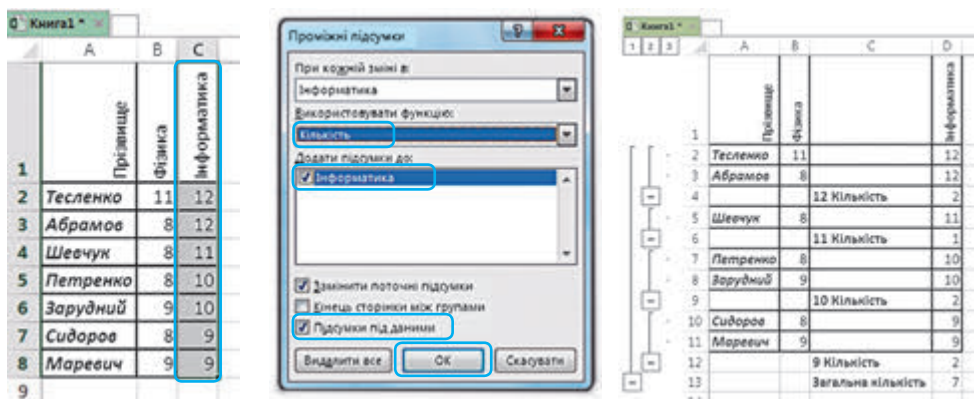 Книга1 *
A B C
1 Прізвище Фізика Інформатика
2 Тесленко 11 12
3 Абрамов 8 12
4 Шевчук 8 11
5 Петренко 8 10
6 Зарудний 9 10
7 Сидоров 8 9
8 Маревич 9 9
9
Проміжні підсумки
При кожній зміні в:
Інформатика
Використовувати функцію:
Кількість
Додати підсумки до:
Інформатика
Замінити поточні підсумки
Кінець сторінки між групами
Підсумки під даними
Видалити все OK Скасувати
Книга1 *
1 2 3 A B C D
1 Прізвище Фізика Інформатика
2 Тесленко 11 12
3 Абрамов 8 12
4 12 Кількість 2
5 Шевчук 8 11
6 11 Кількість 1
7 Петренко 8 10
8 Зарудний 9 10
9 10 Кількість 2
10 Сидоров 8 9
11 Маревич 9 9
12 9 Кількість 2
13 Загальна кількість 7